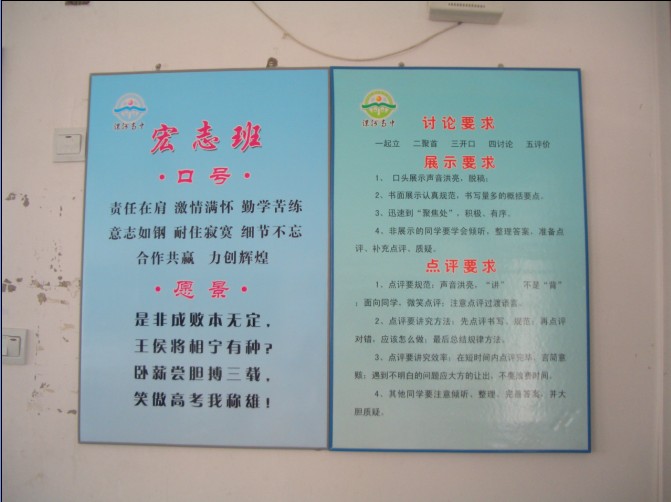 宏志班
·口号·
责任在肩 激情满怀 勤学苦练
意志如钢 耐住寂寞 细节不忘
合作共赢 力创辉煌
·愿景·
是非成败本无定，
王侯将相宁有种？
卧薪尝胆搏三载，
笑傲高考我称雄！
讨论要求
一起立 二聚音 三开口 四讨论 五评价
展示要求
1、口头展示声音洪亮，脱稿；
2、书面展示认真规范，书写量多的概括要点。
3、迅速到“聚焦处”，积极、有序。
4、非展示的同学要学会倾听，整理答案，准备点
评、补充点评、质疑。
点评要求
1、点评要规范：声音洪亮，“讲” 不是“背”
；面向同学，微笑点评；注意点评过渡语言。
2、点评要讲究方法：先点评书写、规范；再点评
对错，应该怎么做；最后总结规律方法。
3、点评要讲究效率：在短时间内点评完毕，言简意
赅；遇到不明白的问题应大方的让出，不要浪费时间。
4、其他同学要注意倾听、整理、完善答案，并大
胆质疑。